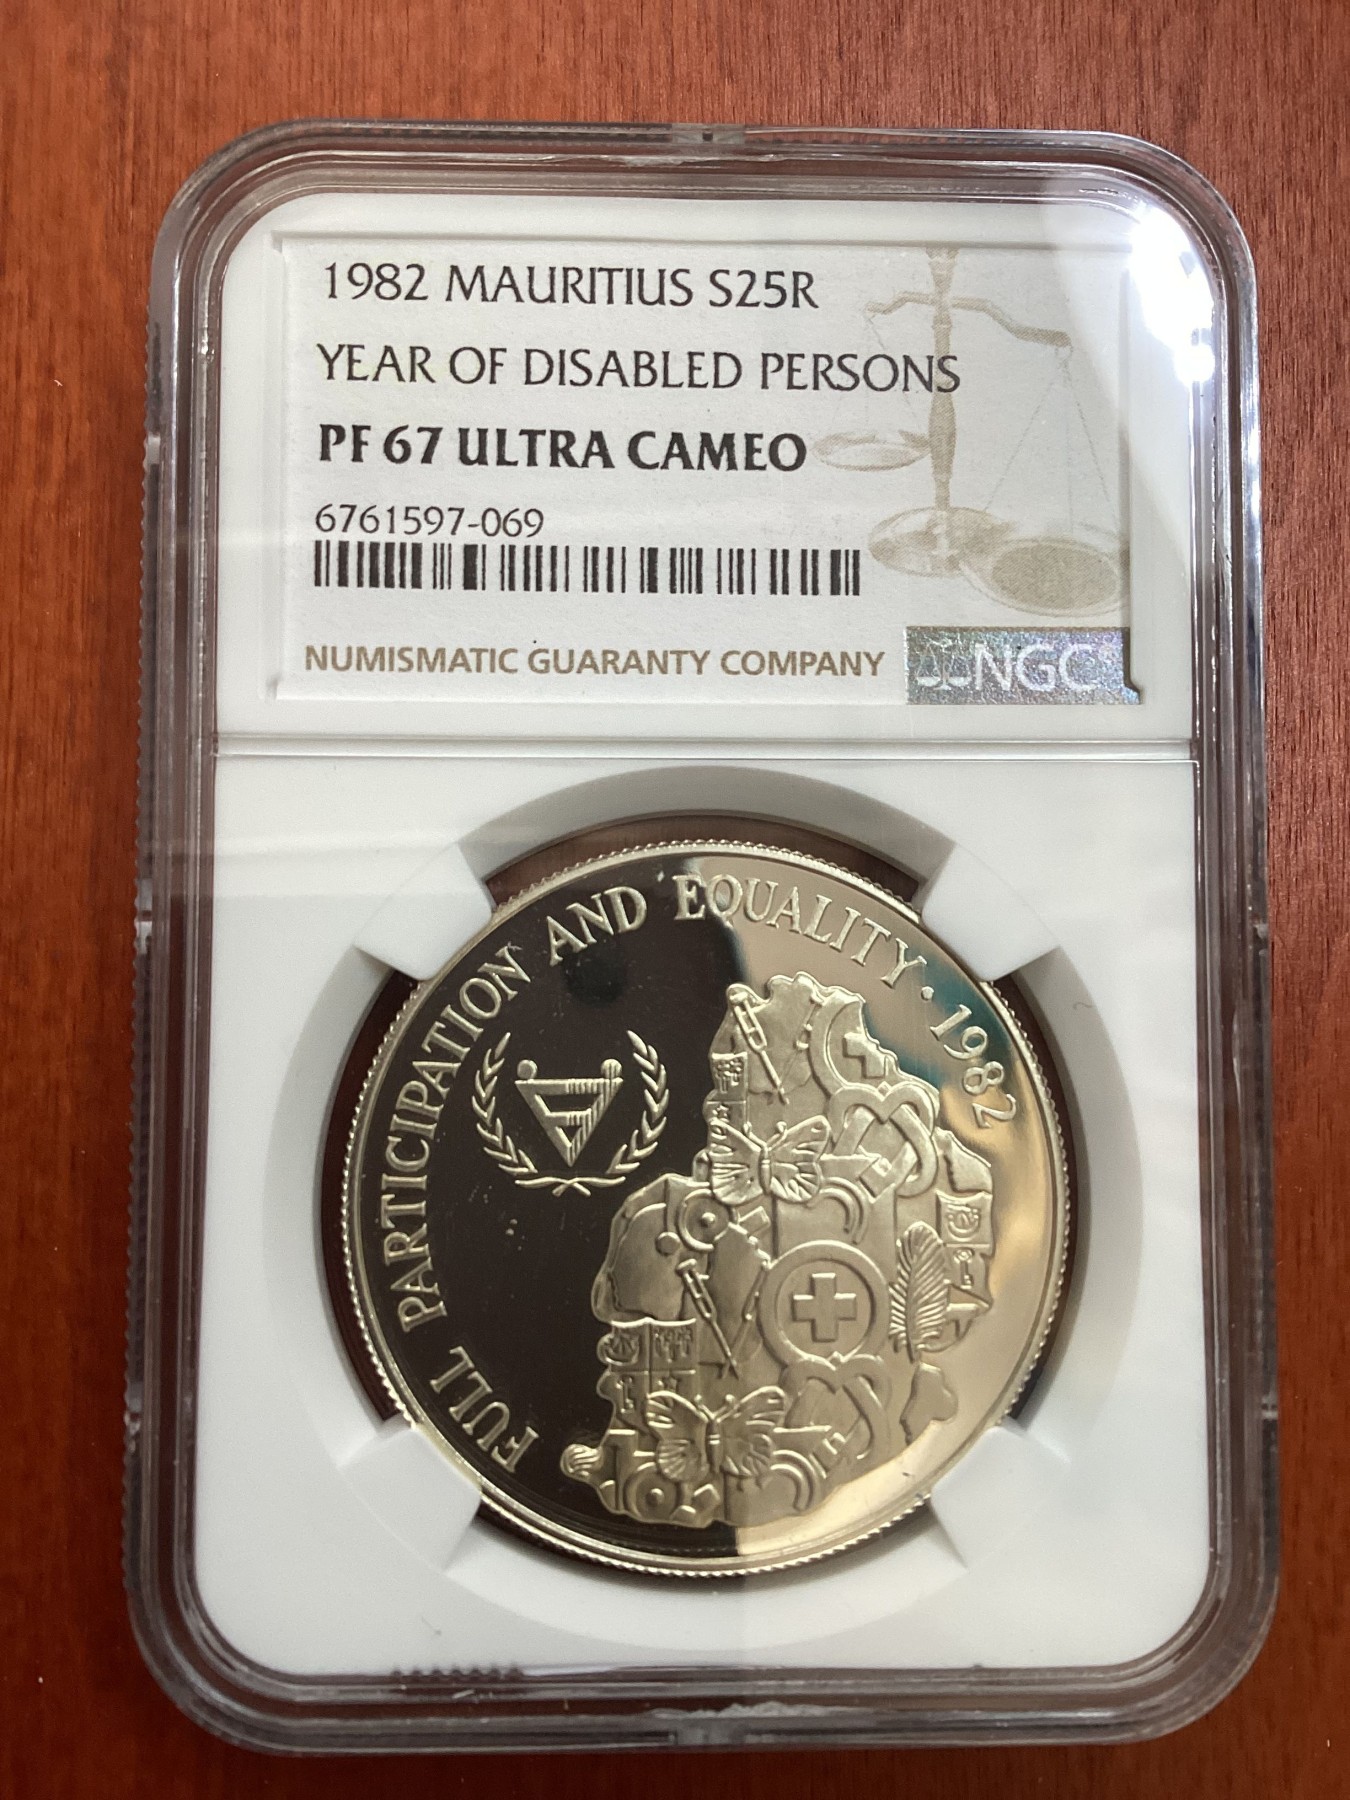 1982 MAURITIUS S25R
YEAR OF DISABLED PERSONS
PF 67 ULTRA CAMEO
6761597-069
NUMISMATIC GUARANTY COMPANY
NGC
FULL PARTICIPATION AND EQUALITY · 1982